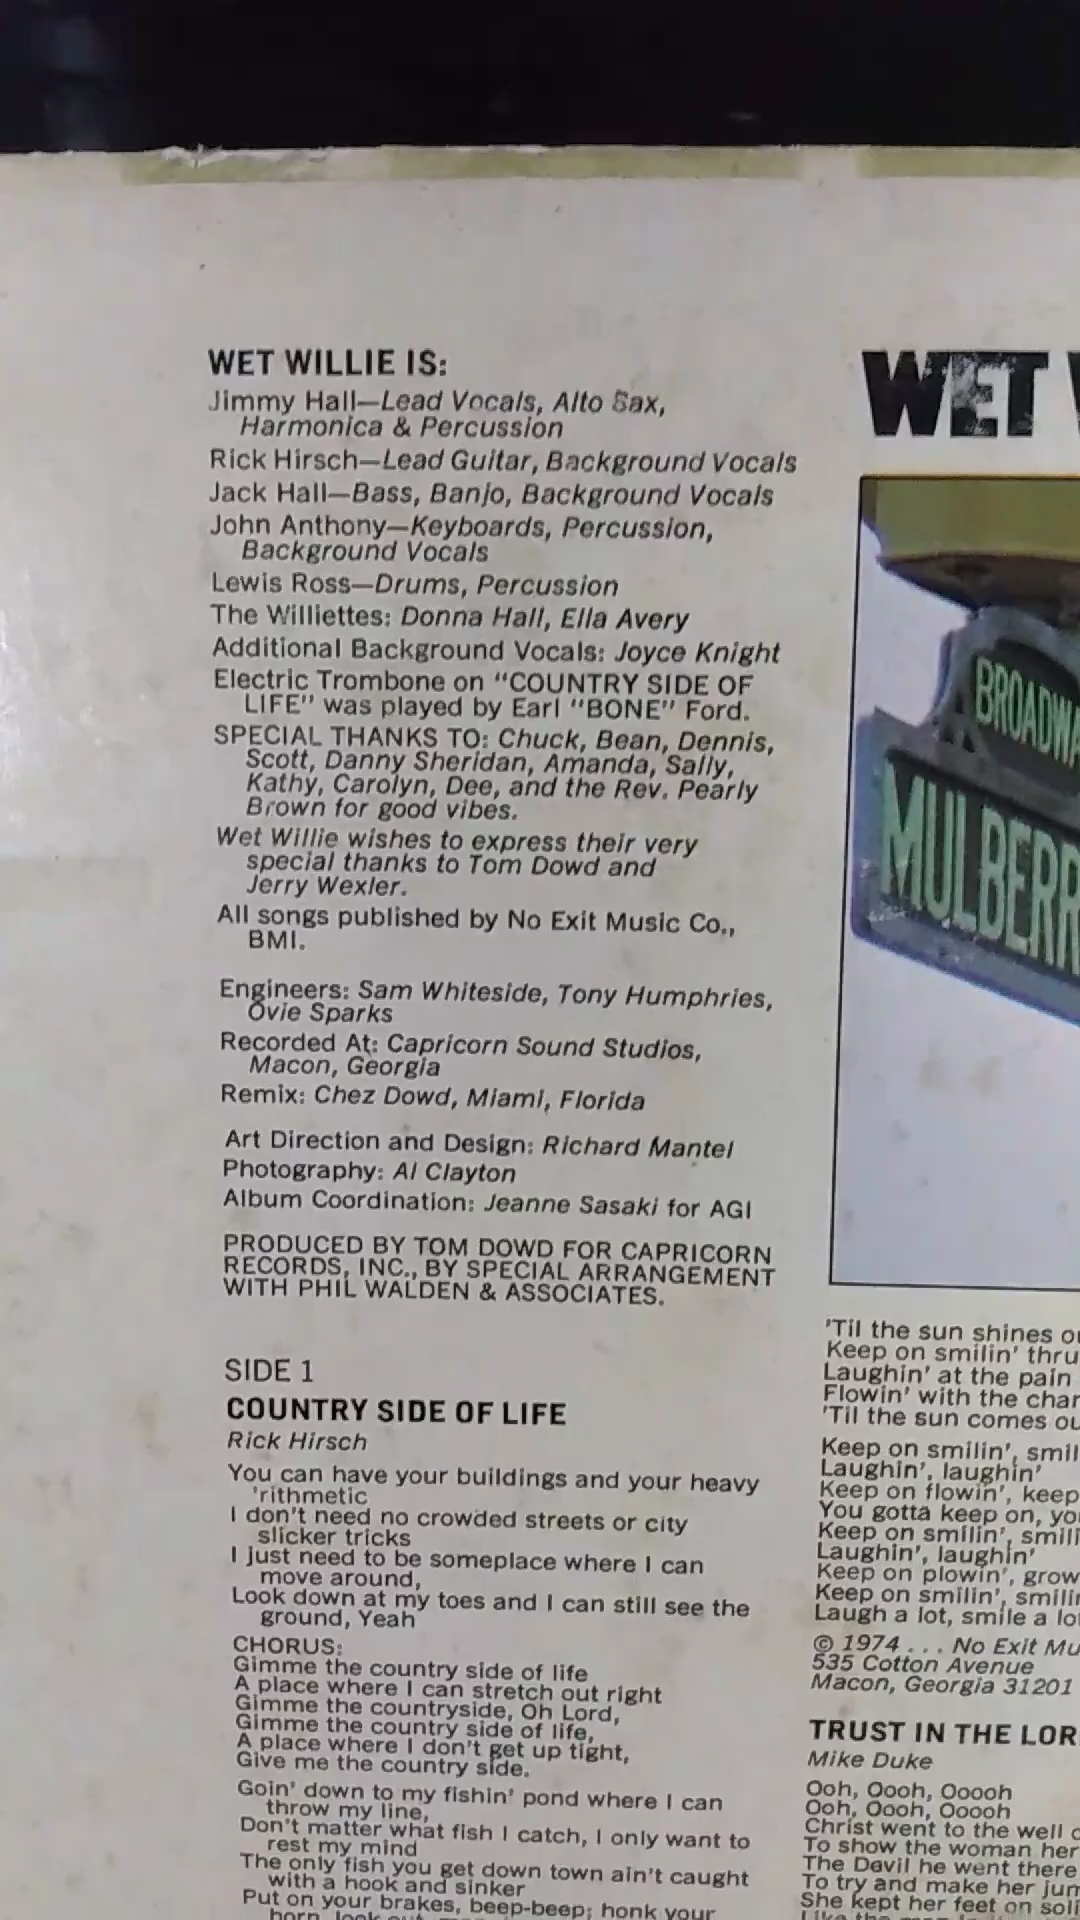 WET WILLIE IS:
Jimmy Hall—Lead Vocals, Alto Sax,
Harmonica & Percussion
Rick Hirsch—Lead Guitar, Background Vocals
Jack Hall—Bass, Banjo, Background Vocals
John Anthony—Keyboards, Percussion,
Background Vocals
Lewis Ross—Drums, Percussion
The Williettes: Donna Hall, Ella Avery
Additional Background Vocals: Joyce Knight
Electric Trombone on "COUNTRY SIDE OF
LIFE" was played by Earl "BONE" Ford.
SPECIAL THANKS TO: Chuck, Bean, Dennis,
Scott, Danny Sheridan, Amanda, Sally,
Kathy, Carolyn, Dee, and the Rev. Pearly
Brown for good vibes.
Wet Willie wishes to express their very
special thanks to Tom Dowd and
Jerry Wexler.
All songs published by No Exit Music Co.,
BMI.
Engineers: Sam Whiteside, Tony Humphries,
Ovie Sparks
Recorded At: Capricorn Sound Studios,
Macon, Georgia
Remix: Chez Dowd, Miami, Florida
Art Direction and Design: Richard Mantel
Photography: Al Clayton
Album Coordination: Jeanne Sasaki for AGI
PRODUCED BY TOM DOWD FOR CAPRICORN
RECORDS, INC., BY SPECIAL ARRANGEMENT
WITH PHIL WALDEN & ASSOCIATES.
SIDE 1
COUNTRY SIDE OF LIFE
Rick Hirsch
You can have your buildings and your heavy
'rithmetic
I don't need no crowded streets or city
slicker tricks
I just need to be someplace where I can
move around,
Look down at my toes and I can still see the
ground, Yeah
CHORUS:
Gimme the country side of life
A place where I can stretch out right
Gimme the countryside, Oh Lord,
Gimme the country side of life,
A place where I don't get up tight,
Give me the country side.
Goin' down to my fishin' pond where I can
throw my line,
Don't matter what fish I catch, I only want to
rest my mind
The only fish you get down town ain't caught
with a hook and sinker
Put on your brakes, beep-beep; honk your
horn, look
WET
BROADWA
MULBERR
'Til the sun shines
Keep on smilin' thru
Laughin' at the pain
Flowin' with the
'Til the sun comes
Keep on smilin',
Laughin', laughin'
Keep on flowin', keep
You gotta keep on,
Keep on smilin',
Laughin', laughin'
Keep on plowin', grow
Keep on smilin',
Laugh a lot, smile a
© 1974 . . . No Exit
535 Cotton Avenue
Macon, Georgia 31201
TRUST IN THE
Mike Duke
Ooh, Oooh, Ooooh
Ooh, Oooh, Ooooh
Christ went to the well
To show the woman her
The Devil he went there
To try and make her
She kept her feet on